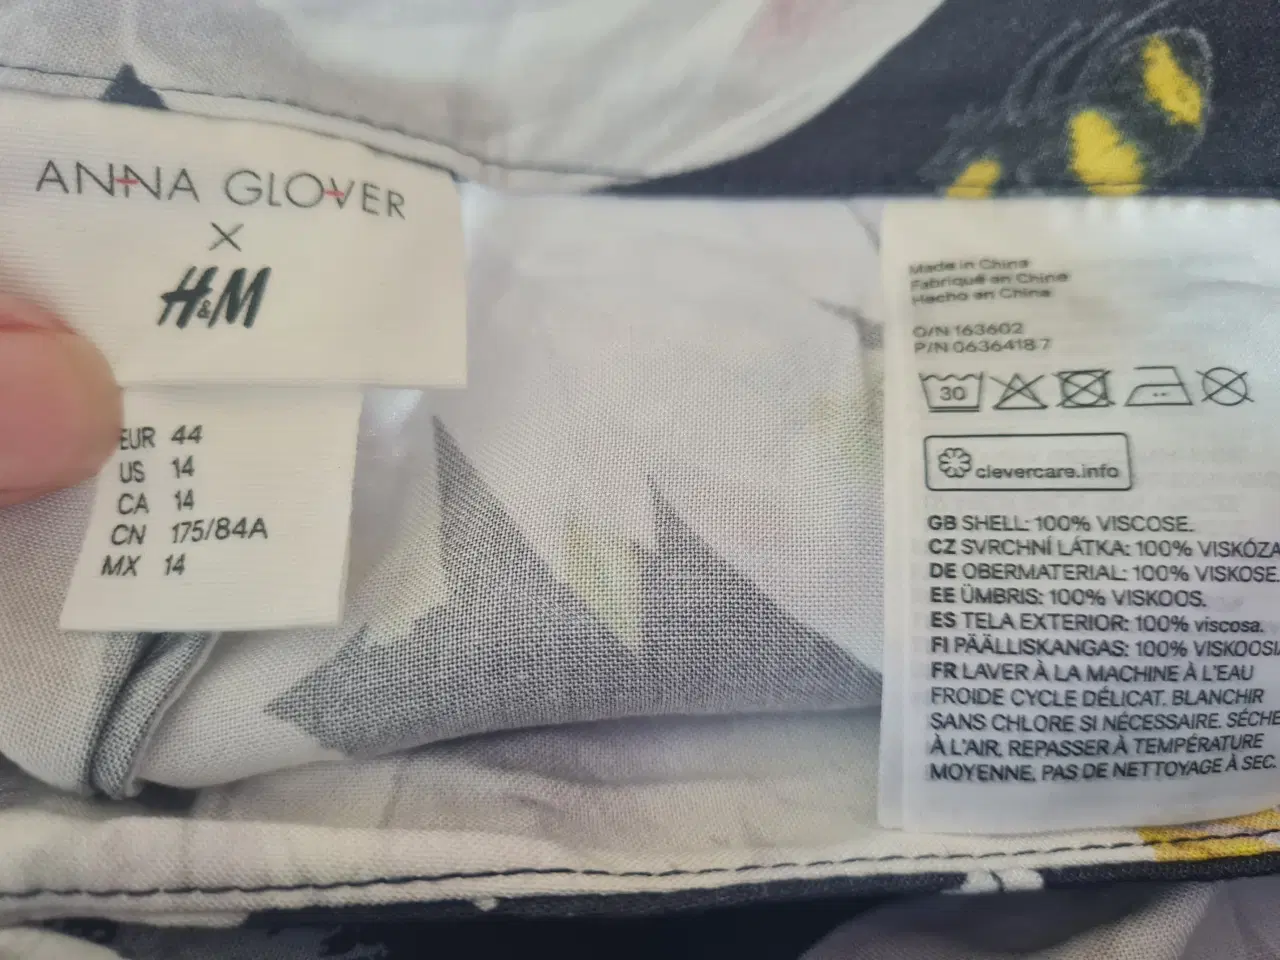 ANNA GLOVER
X
H&M
EUR 44
US 14
CA 14
CN 175/84A
MX 14
Made in China
Fabriqué en China
Hecho en China
O/N 163602
P/N 0636418 7
30
clevercare.info
GB SHELL: 100% VISCOSE.
CZ SVRCHNÍ LÁTKA: 100% VISKÓZA
DE OBERMATERIAL: 100% VISKOSE.
EE ÜMBRIS: 100% VISKOOS.
ES TELA EXTERIOR: 100% viscosa.
FI PÄÄLLISKANGAS: 100% VISKOOSIA
FR LAVER À LA MACHINE À L'EAU
FROIDE CYCLE DÉLICAT. BLANCHIR
SANS CHLORE SI NÉCESSAIRE. SÉCHE
À L'AIR. REPASSER À TEMPÉRATURE
MOYENNE, PAS DE NETTOYAGE À SEC.